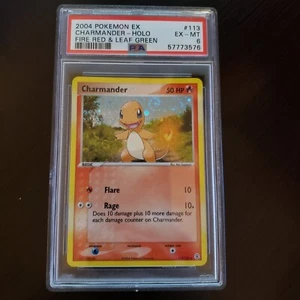 2004 POKEMON EX #113
CHARMANDER - HOLO EX - MT
FIRE RED & LEAF GREEN 6
PSA 57773576
Charmander 50 HP
Flare 10
Rage 10
Does 10 damage plus 10 more damage for
each damage counter on Charmander.